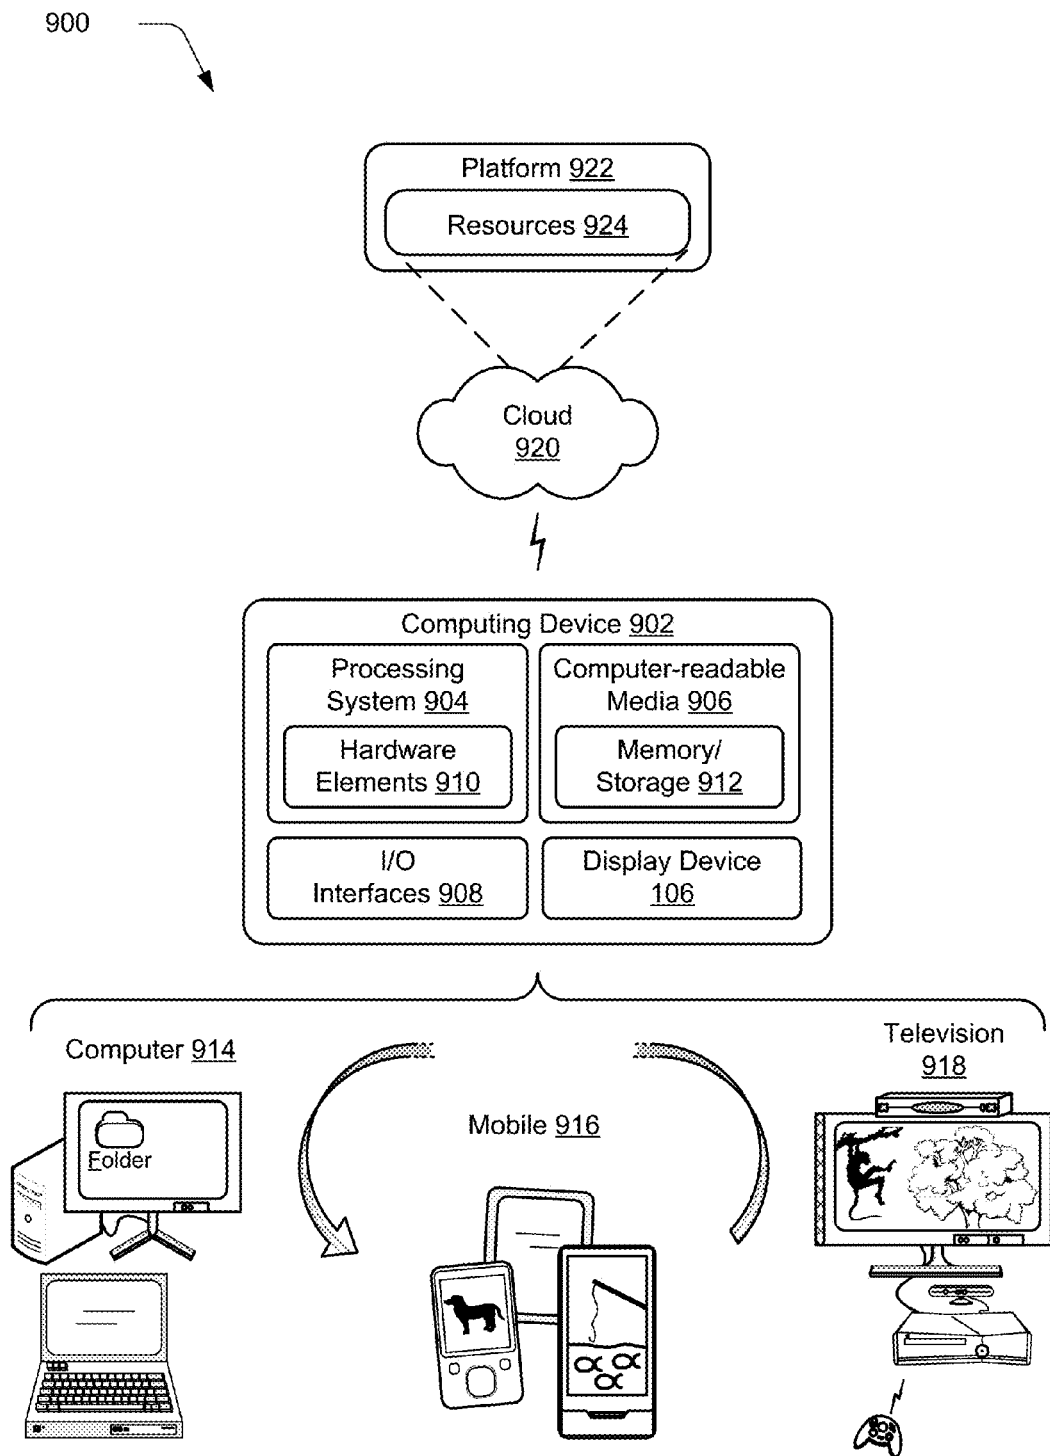 900
Platform 922
Resources 924
Cloud
920
Computing Device 902
Processing
System 904
Hardware
Elements 910
Computer-readable
Media 906
Memory/
Storage 912
I/O
Interfaces 908
Display Device
106
Computer 914
Folder
Mobile 916
Television
918